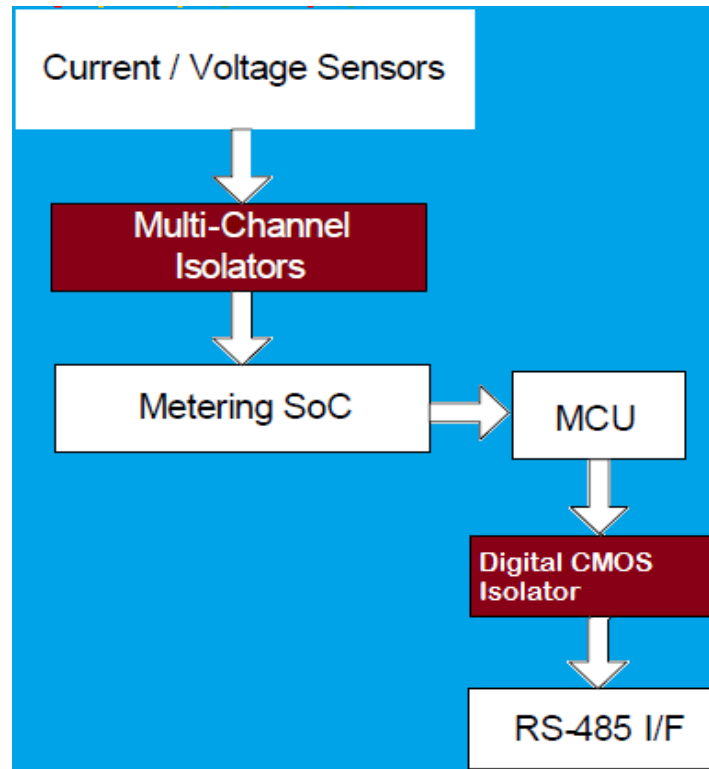 Current / Voltage Sensors
Multi-Channel
Isolators
Metering SoC
MCU
Digital CMOS
Isolator
RS-485 I/F